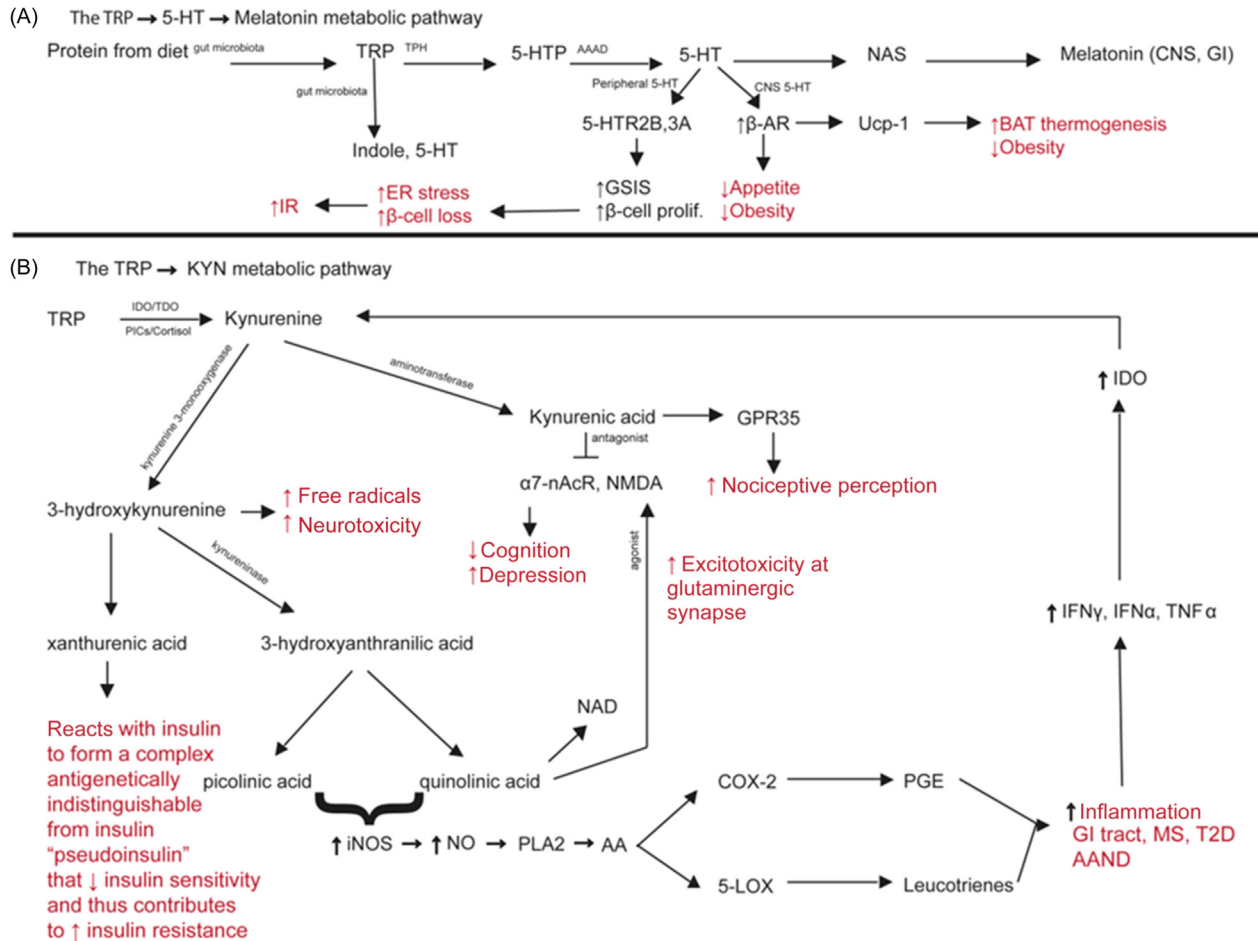 (A)
The TRP → 5-HT → Melatonin metabolic pathway
Protein from diet
gut microbiota
TRP
TPH
5-HTP
AAAD
5-HT
NAS
Melatonin (CNS, GI)
gut microbiota
Peripheral 5-HT
CNS 5-HT
Indole, 5-HT
5-HTR2B,3A
↑β-AR
Ucp-1
↑BAT thermogenesis
↓Obesity
↑IR
↑ER stress
↑β-cell loss
↑GSIS
↑β-cell prolif.
↓Appetite
↓Obesity
(B)
The TRP → KYN metabolic pathway
TRP
IDO/TDO
PICs/Cortisol
Kynurenine
kynurenine 3-monooxygenase
aminotransferase
↑ IDO
Kynurenic acid
GPR35
antagonist
α7-nAcR, NMDA
↑ Nociceptive perception
3-hydroxykynurenine
↑ Free radicals
↑ Neurotoxicity
kynureninase
↓Cognition
↑Depression
agonist
↑ Excitotoxicity at
glutaminergic
synapse
↑ IFNγ, IFNα, TNFα
xanthurenic acid
3-hydroxyanthranilic acid
Reacts with insulin
to form a complex
antigenetically
indistinguishable
from insulin
“pseudoinsulin”
that ↓ insulin sensitivity
and thus contributes
to ↑ insulin resistance
NAD
picolinic acid
quinolinic acid
↑ iNOS → ↑ NO → PLA2 → AA
COX-2
PGE
5-LOX
Leucotrienes
↑ Inflammation
GI tract, MS, T2D
AAND